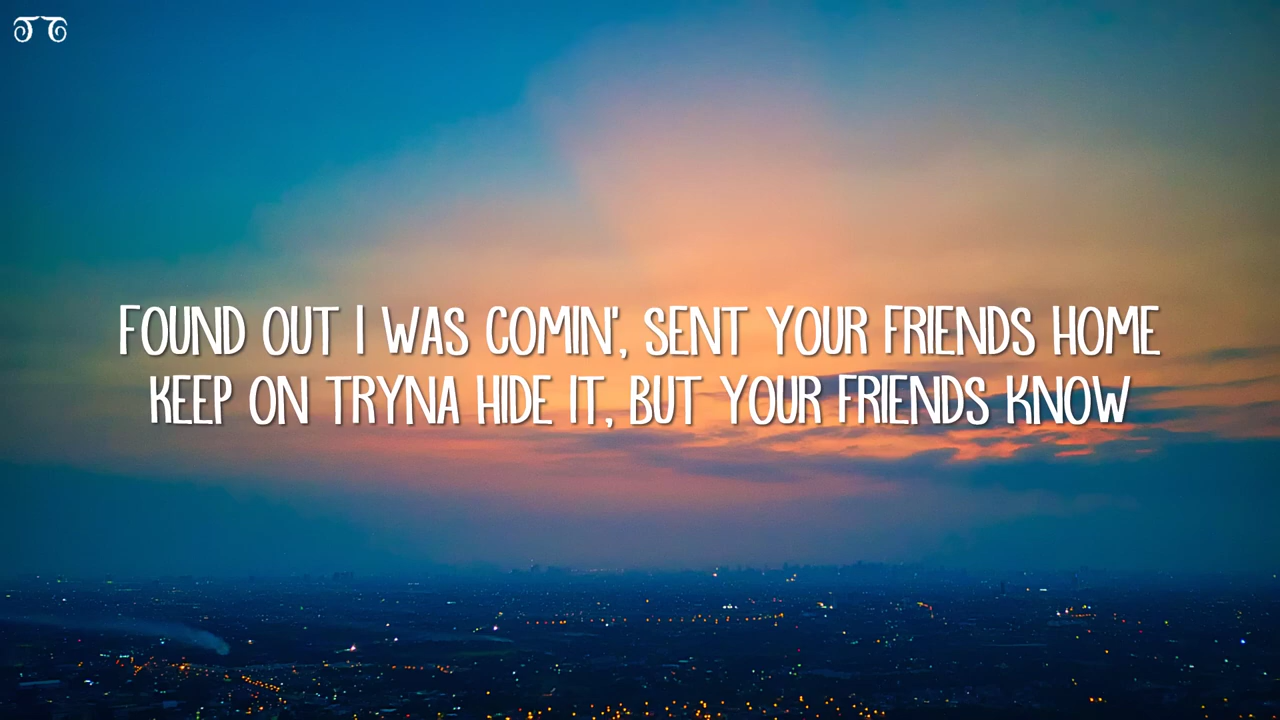 FOUND OUT I WAS COMIN', SENT YOUR FRIENDS HOME
KEEP ON TRYNA HIDE IT, BUT YOUR FRIENDS KNOW